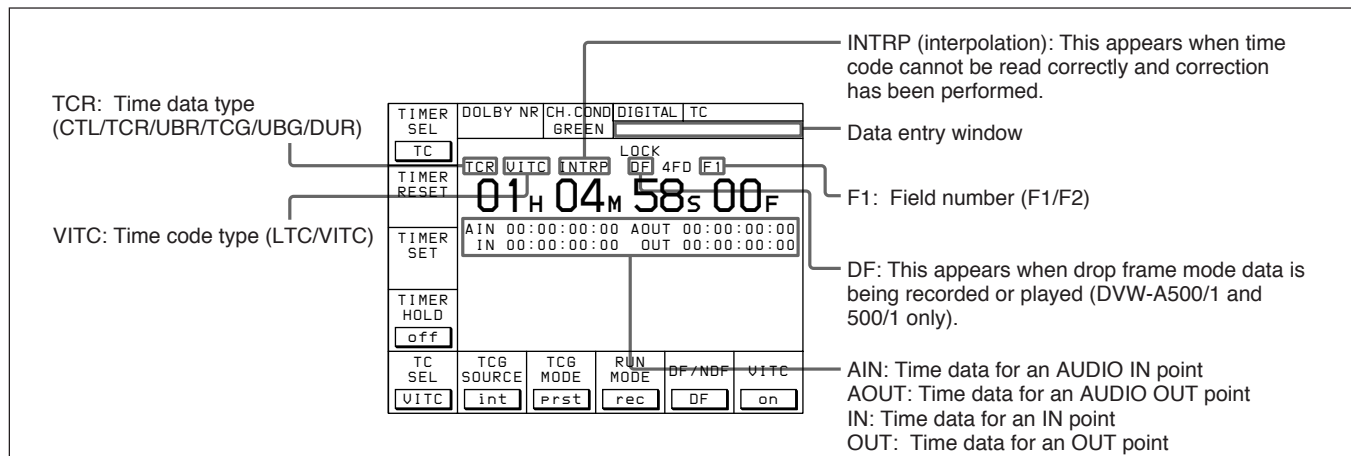 INTRP (interpolation): This appears when time
code cannot be read correctly and correction
has been performed.
TCR: Time data type
(CTL/TCR/UBR/TCG/UBG/DUR)
Data entry window
F1: Field number (F1/F2)
VITC: Time code type (LTC/VITC)
DF: This appears when drop frame mode data is
being recorded or played (DVW-A500/1 and
500/1 only).
AIN: Time data for an AUDIO IN point
AOUT: Time data for an AUDIO OUT point
IN: Time data for an IN point
OUT: Time data for an OUT point
TIMER
SEL
TC
DOLBY NR
CH.COND
GREEN
DIGITAL
TC
LOCK
TCR VITC INTRP DF 4FD F1
TIMER
RESET
01H 04M 58S 00F
TIMER
SET
AIN 00:00:00:00 AOUT 00:00:00:00
IN 00:00:00:00 OUT 00:00:00:00
TIMER
HOLD
off
TC
SEL
VITC
TCG
SOURCE
int
TCG
MODE
prst
RUN
MODE
rec
DF/NDF
DF
VITC
on